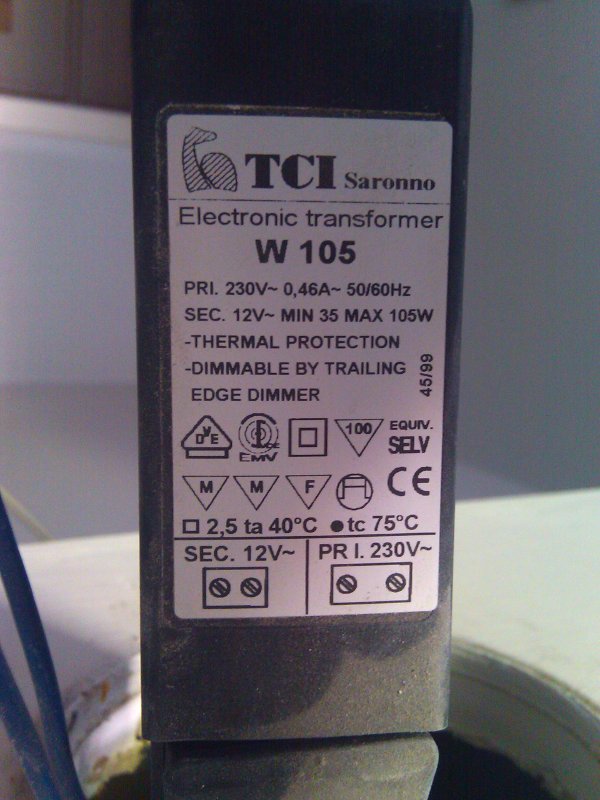 TCI Saronno
Electronic transformer
W 105
PRI. 230V~ 0,46A~ 50/60Hz
SEC. 12V~ MIN 35 MAX 105W
-THERMAL PROTECTION
-DIMMABLE BY TRAILING
EDGE DIMMER
45/99
DVE
EMV
100
EQUIV.
SELV
M M F
CE
2,5 ta 40°C tc 75°C
SEC. 12V~
PR I. 230V~